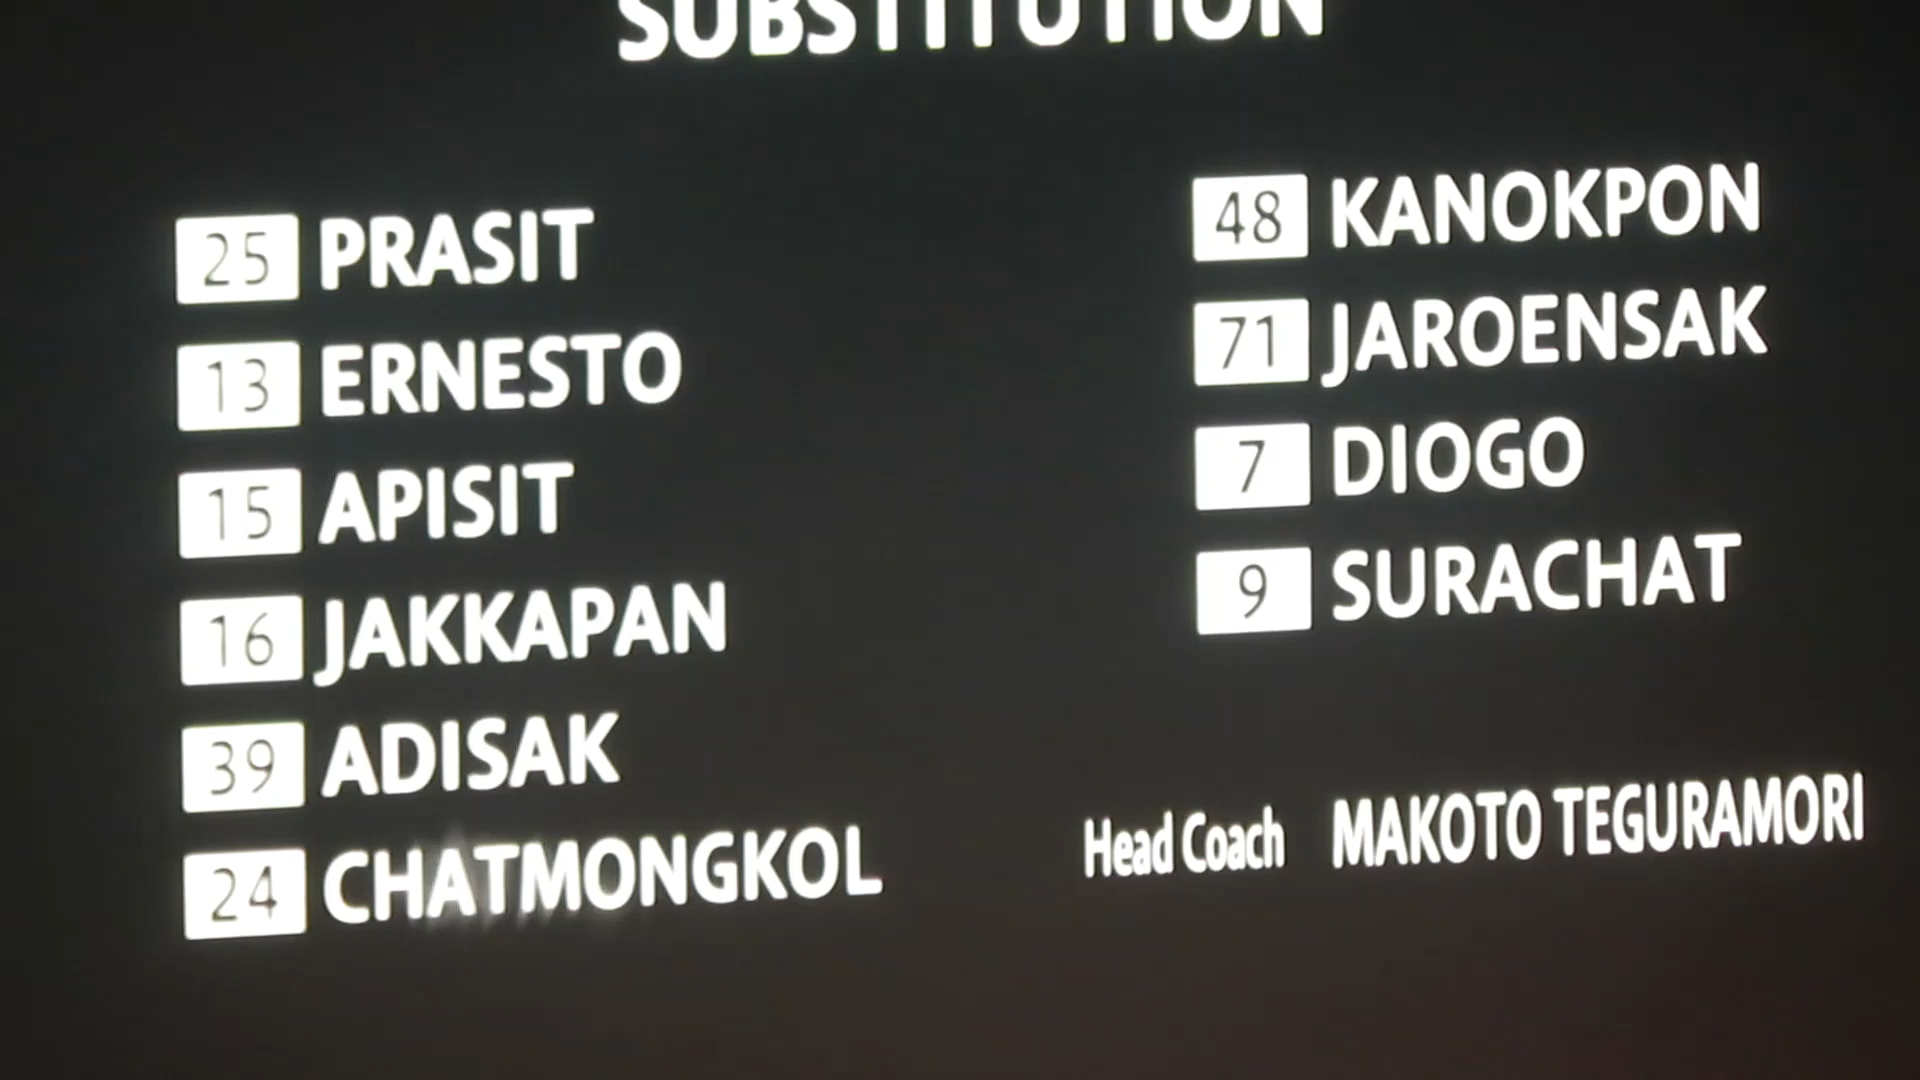 SUBSTITUTION
25 PRASIT
13 ERNESTO
15 APISIT
16 JAKKAPAN
39 ADISAK
24 CHATMONGKOL
48 KANOKPON
71 JAROENSAK
7 DIOGO
9 SURACHAT
Head Coach MAKOTO TEGURAMORI